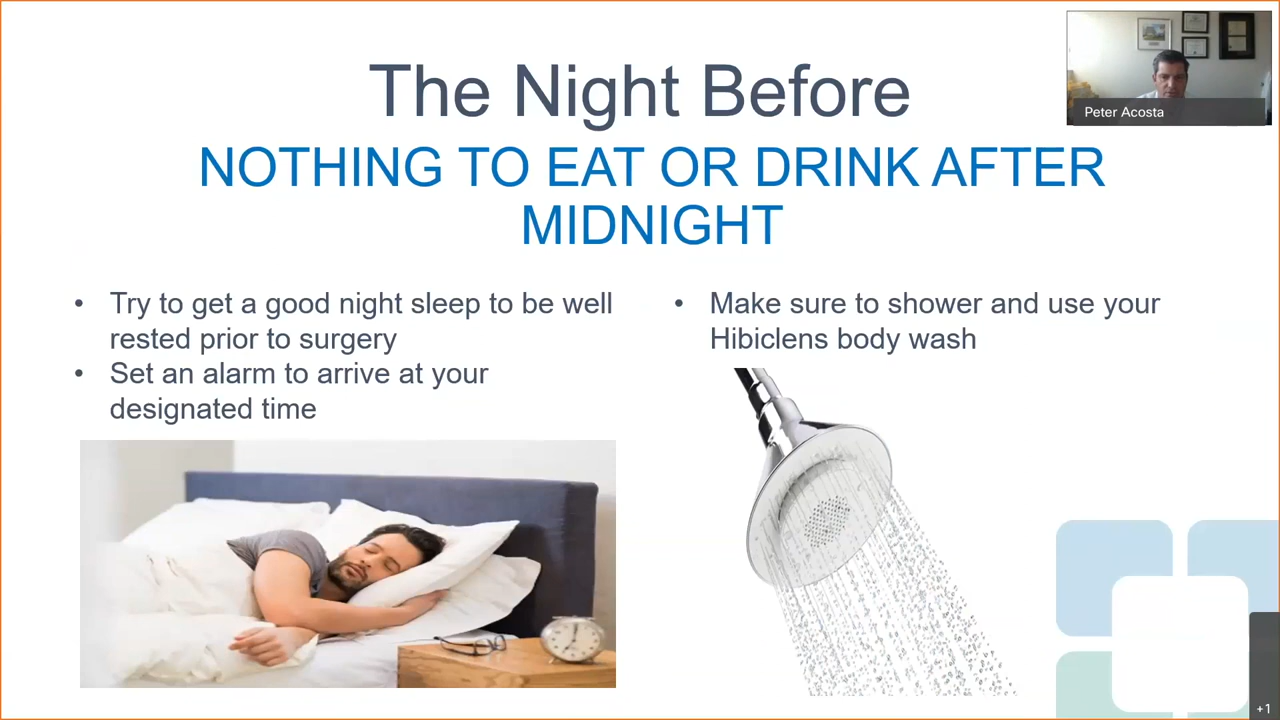 The Night Before
NOTHING TO EAT OR DRINK AFTER
MIDNIGHT
• Try to get a good night sleep to be well
rested prior to surgery
• Set an alarm to arrive at your
designated time
• Make sure to shower and use your
Hibiclens body wash
Peter Acosta
+1